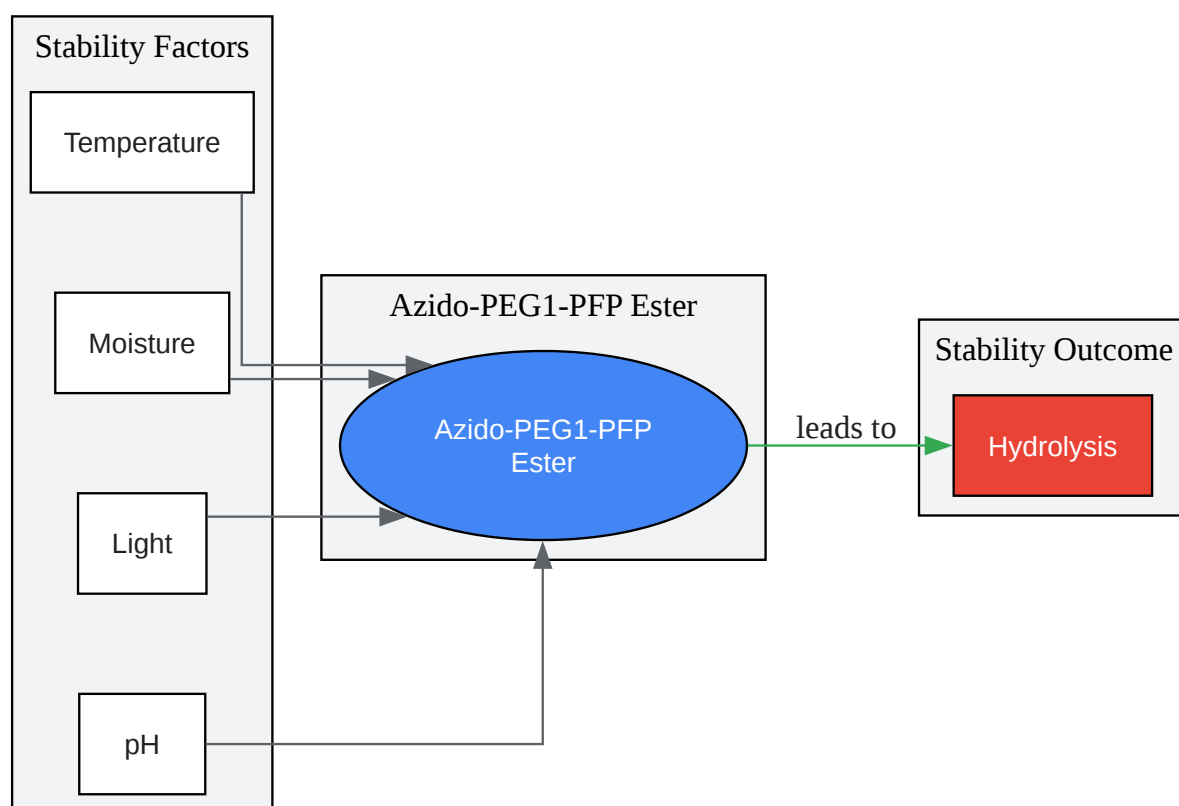 Stability Factors
Temperature
Moisture
Light
pH
Azido-PEG1-PFP Ester
Azido-PEG1-PFP
Ester
leads to
Stability Outcome
Hydrolysis